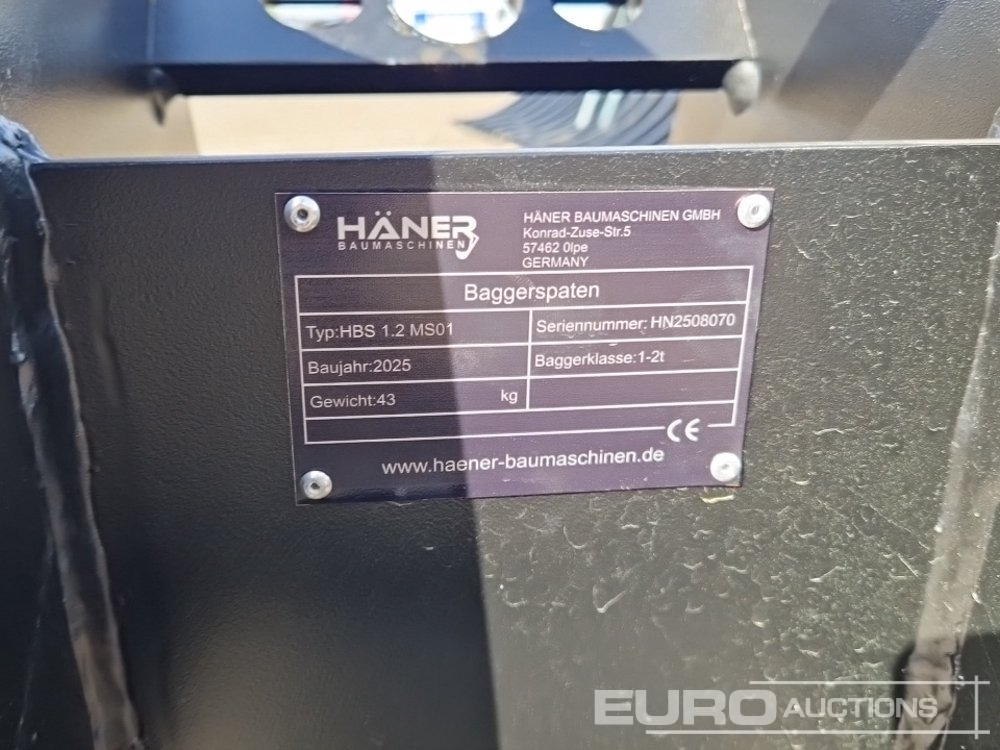 HÄNER
BAUMASCHINEN
HÄNER BAUMASCHINEN GMBH
Konrad-Zuse-Str.5
57462 Olpe
GERMANY
Baggerspaten
Typ:HBS 1.2 MS01
Seriennummer: HN2508070
Baujahr:2025
Baggerklasse:1-2t
Gewicht:43 kg
CE
www.haener-baumaschinen.de
EURO AUCTIONS